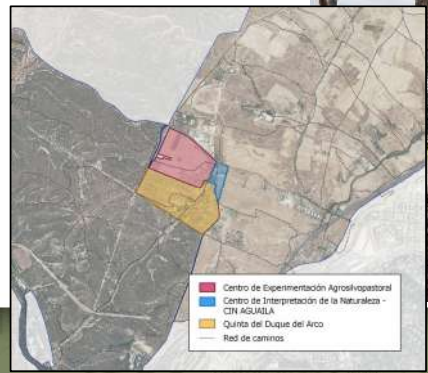 Centro de Experimentación Agrosilvopastoral
Centro de Interpretación de la Naturaleza -
CIN AGUAILA
Quinta del Duque del Arco
Red de caminos